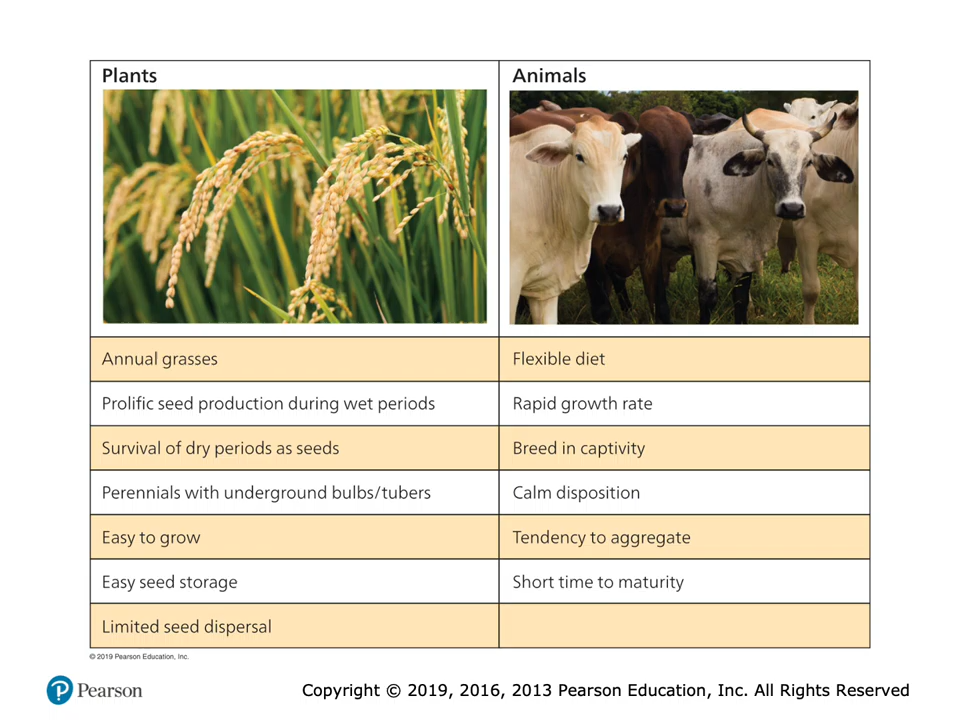 Plants
Animals
Annual grasses
Flexible diet
Prolific seed production during wet periods
Rapid growth rate
Survival of dry periods as seeds
Breed in captivity
Perennials with underground bulbs/tubers
Calm disposition
Easy to grow
Tendency to aggregate
Easy seed storage
Short time to maturity
Limited seed dispersal
© 2019 Pearson Education, Inc.
P Pearson
Copyright © 2019, 2016, 2013 Pearson Education, Inc. All Rights Reserved